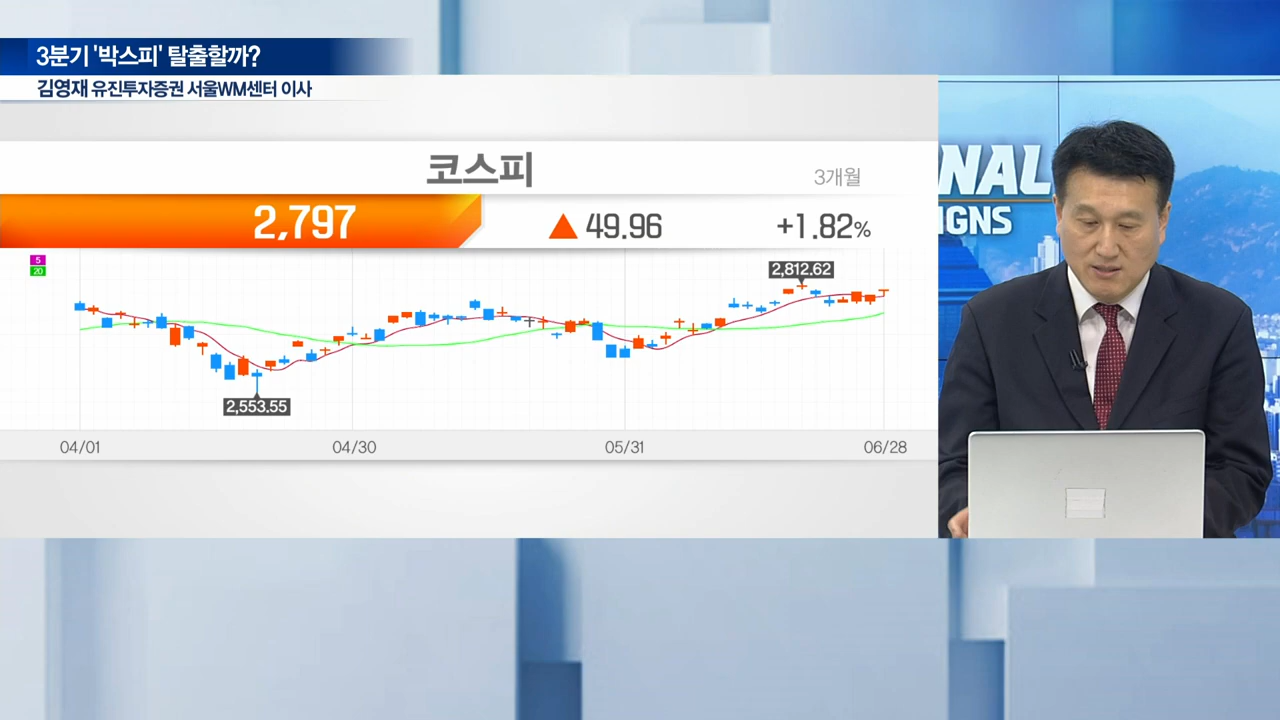 3분기 '박스피' 탈출할까?
김영재 유진투자증권 서울WM센터 이사
코스피
3개월
2,797 ▲ 49.96 +1.82%
5
20
2,812.62
2,553.55
04/01 04/30 05/31 06/28
NAL
IGNS